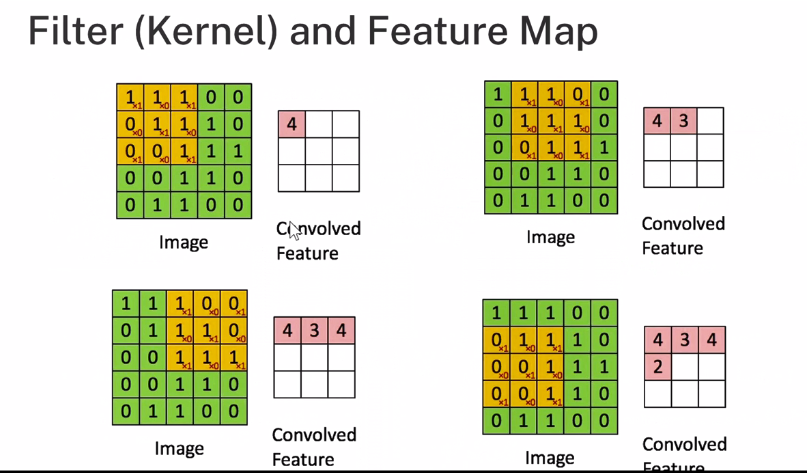 Filter (Kernel) and Feature Map
1×1 1×0 1×1 0 0
0×0 1×1 1×0 1 0
0×1 0×0 1×1 1 1
0 0 1 1 0
0 1 1 0 0
Image
4
Convolved
Feature
1 1×1 1×0 0×1 0
0 1×0 1×1 1×0 0
0 0×1 1×0 1×1 1
0 0 1 1 0
0 1 1 0 0
Image
4 3
Convolved
Feature
1 1 1×1 0×0 0×1
0 1 1×0 1×1 0×0
0 0 1×1 1×0 1×1
0 0 1 1 0
0 1 1 0 0
Image
4 3 4
Convolved
Feature
1 1 1 0 0
0×1 1×0 1×1 1 0
0×0 0×1 1×0 1 1
0×1 0×0 1×1 1 0
0 1 1 0 0
Image
4 3 4
2
Convolved
Feature